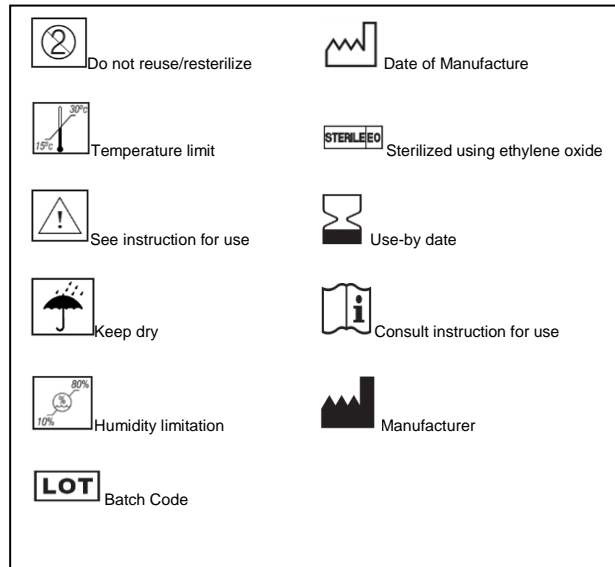 2
Do not reuse/resterilize
Date of Manufacture
30°c
15°c
Temperature limit
STERILE EO
Sterilized using ethylene oxide
!
See instruction for use
Use-by date
Keep dry
i
Consult instruction for use
80%
%
10%
Humidity limitation
Manufacturer
LOT
Batch Code